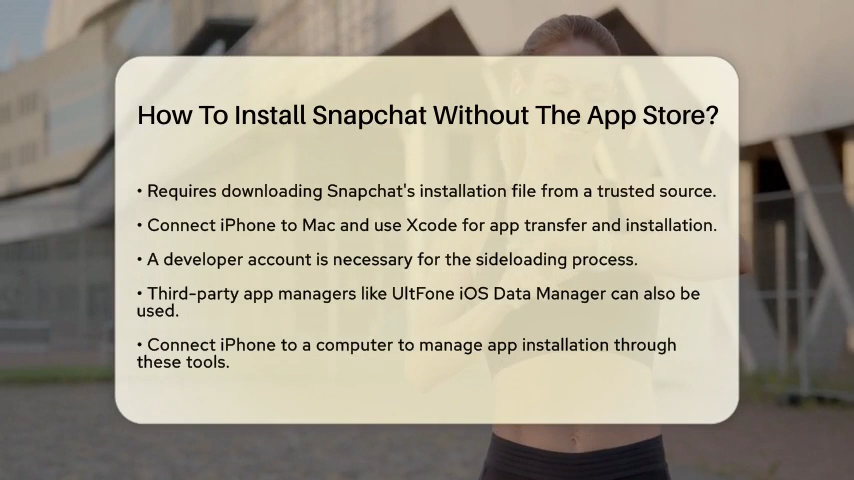 How To Install Snapchat Without The App Store?
• Requires downloading Snapchat's installation file from a trusted source.
• Connect iPhone to Mac and use Xcode for app transfer and installation.
• A developer account is necessary for the sideloading process.
• Third-party app managers like UltFone iOS Data Manager can also be
used.
• Connect iPhone to a computer to manage app installation through
these tools.